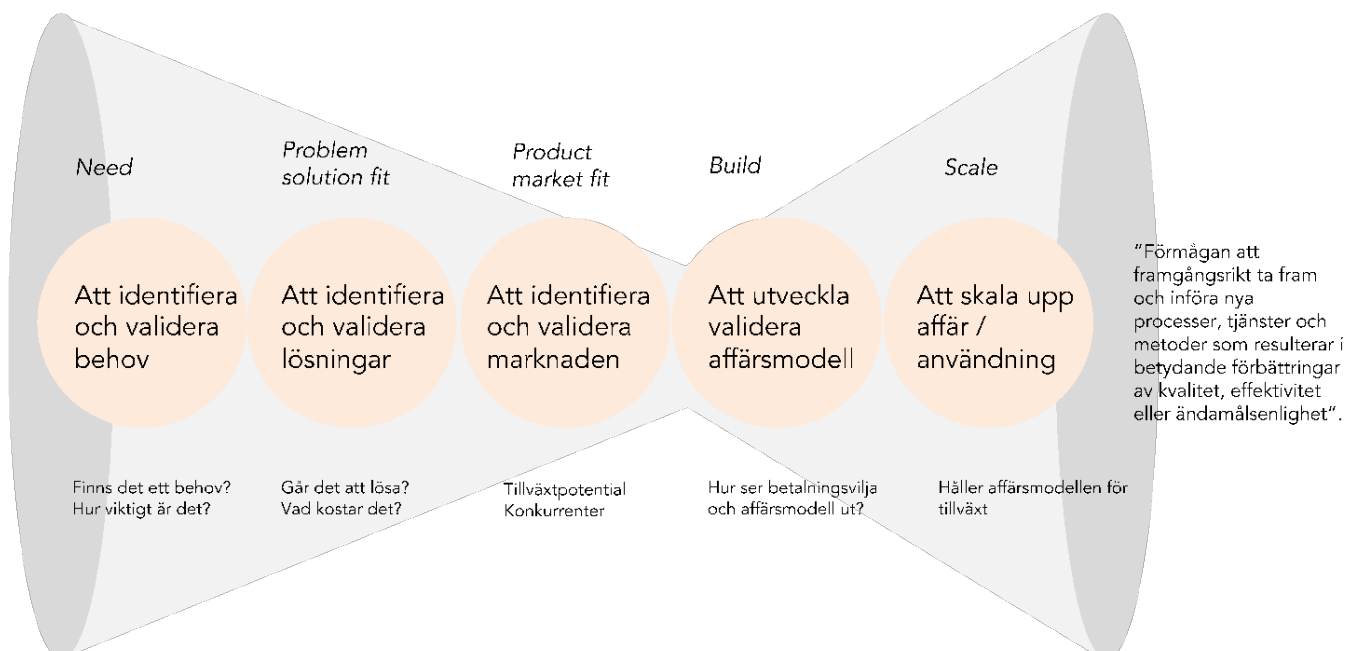 Need
Problem
solution fit
Product
market fit
Build
Scale
Att identifiera
och validera
behov
Att identifiera
och validera
lösningar
Att identifiera
och validera
marknaden
Att utveckla
validera
affärsmodell
Att skala upp
affär /
användning
"Förmågan att
framgångsrikt ta fram
och införa nya
processer, tjänster och
metoder som resulterar i
betydande förbättringar
av kvalitet, effektivitet
eller ändamålsenlighet".
Finns det ett behov?
Hur viktigt är det?
Går det att lösa?
Vad kostar det?
Tillväxtpotential
Konkurrenter
Hur ser betalningsvilja
och affärsmodell ut?
Håller affärsmodellen för
tillväxt